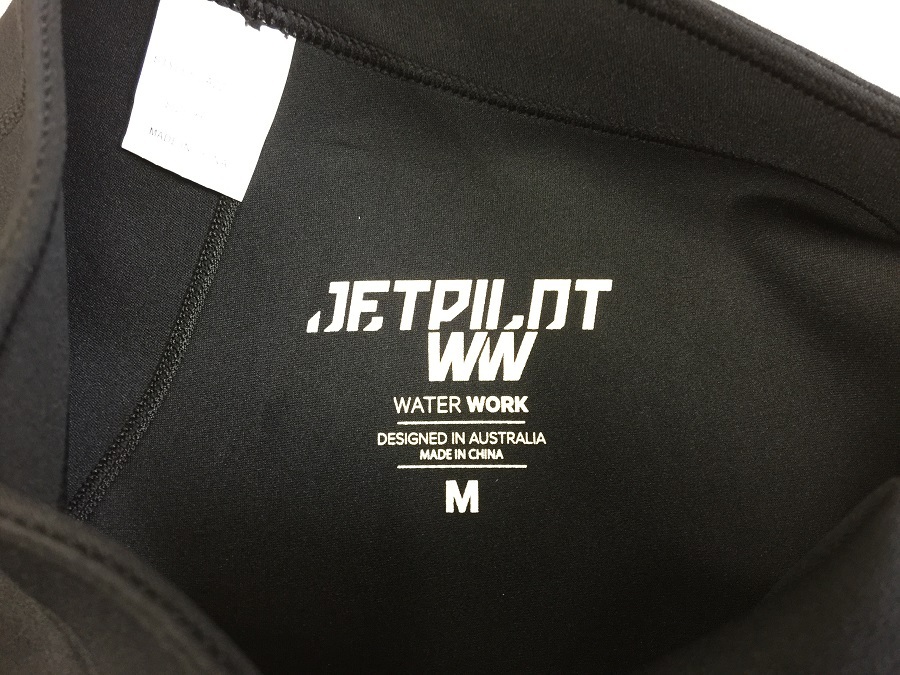 MADE IN CHINA
JETPILOT
WW
WATER WORK
DESIGNED IN AUSTRALIA
MADE IN CHINA
M